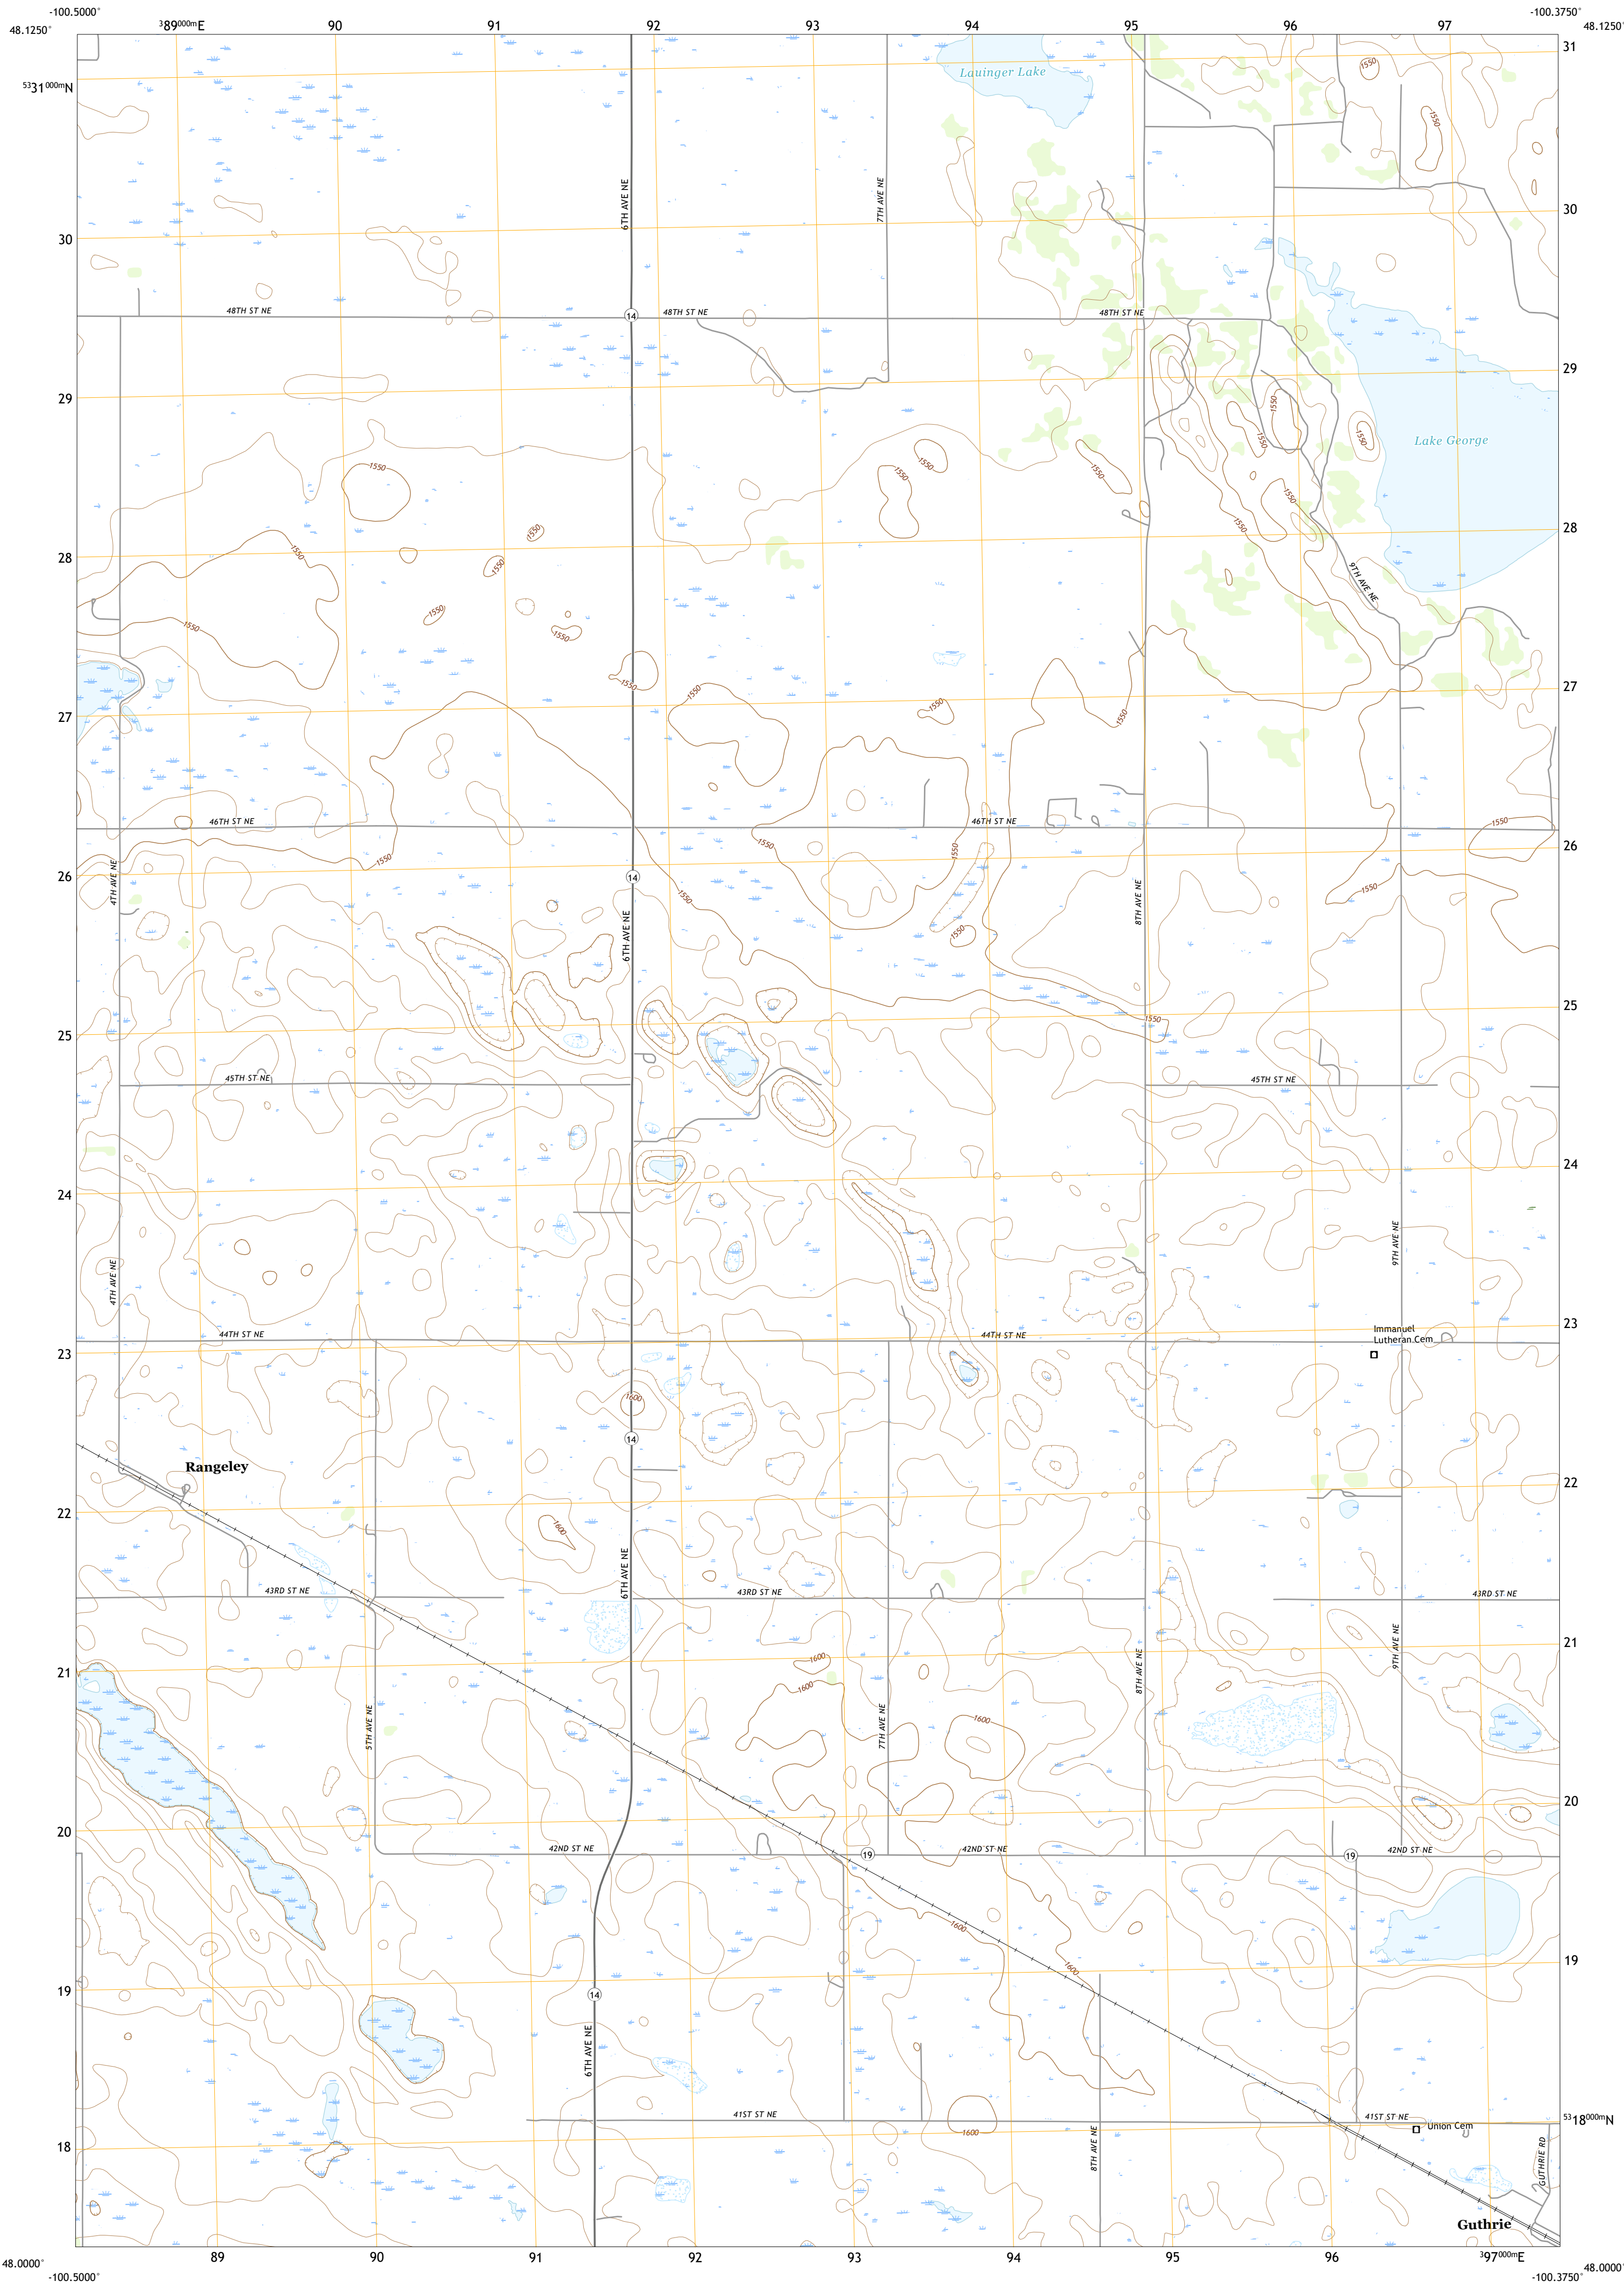 -100.5000°
-100.3750°
48.1250°
³89⁰⁰⁰ᵐE
90
91
92
93
94
95
96
97
48.1250°
31
⁵³31⁰⁰⁰ᵐN
Lauinger Lake
1550
1550
6TH AVE NE
7TH AVE NE
30
30
48TH ST NE
14
48TH ST NE
48TH ST NE
29
29
1550
1550
1550
Lake George
1550
1550
1550
1550
1550
1550
1550
28
28
1550
1550
1550
9TH AVE NE
1550
1550
1550
1550
1550
27
27
1550
1550
46TH ST NE
46TH ST NE
1550
1550
1550
1550
26
26
4TH AVE NE
14
1550
1550
8TH AVE NE
6TH AVE NE
1550
25
25
1550
45TH ST NE
45TH ST NE
24
24
9TH AVE NE
4TH AVE NE
44TH ST NE
44TH ST NE
23
23
Immanuel
Lutheran Cem
1600
14
Rangeley
22
22
1600
6TH AVE NE
43RD ST NE
43RD ST NE
43RD ST NE
21
21
9TH AVE NE
8TH AVE NE
1600
1600
5TH AVE NE
7TH AVE NE
1600
20
20
42ND ST NE
19
42ND ST NE
19
42ND ST NE
1600
1600
19
19
14
6TH AVE NE
41ST ST NE
41ST ST NE
⁵³18⁰⁰⁰ᵐN
Union Cem
1600
18
8TH AVE NE
GUTHRIE RD
Guthrie
48.0000°
89
90
91
92
93
94
95
96
³97⁰⁰⁰ᵐE
48.0000°
-100.5000°
-100.3750°